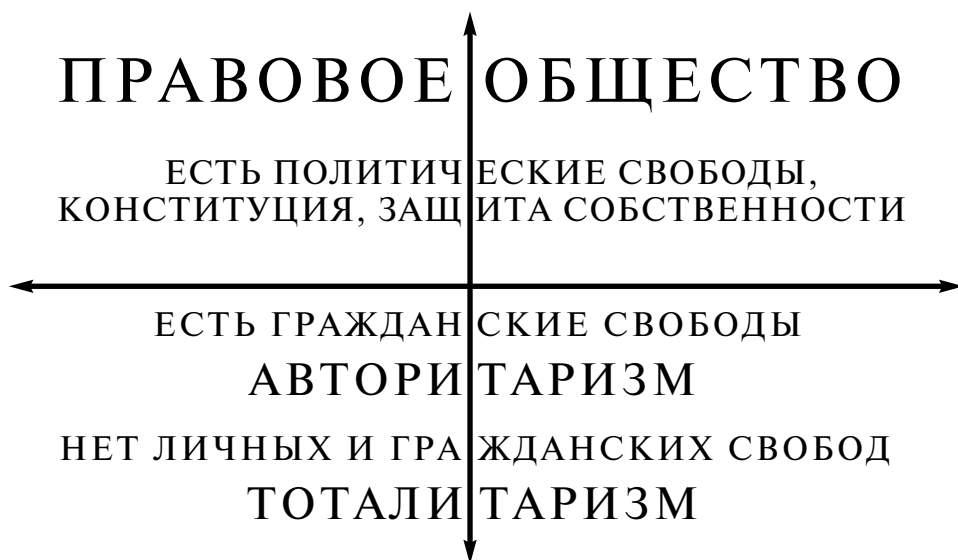 ПРАВОВОЕ ОБЩЕСТВО
ЕСТЬ ПОЛИТИЧЕСКИЕ СВОБОДЫ,
КОНСТИТУЦИЯ, ЗАЩИТА СОБСТВЕННОСТИ
ЕСТЬ ГРАЖДАНСКИЕ СВОБОДЫ
АВТОРИТАРИЗМ
НЕТ ЛИЧНЫХ И ГРАЖДАНСКИХ СВОБОД
ТОТАЛИТАРИЗМ